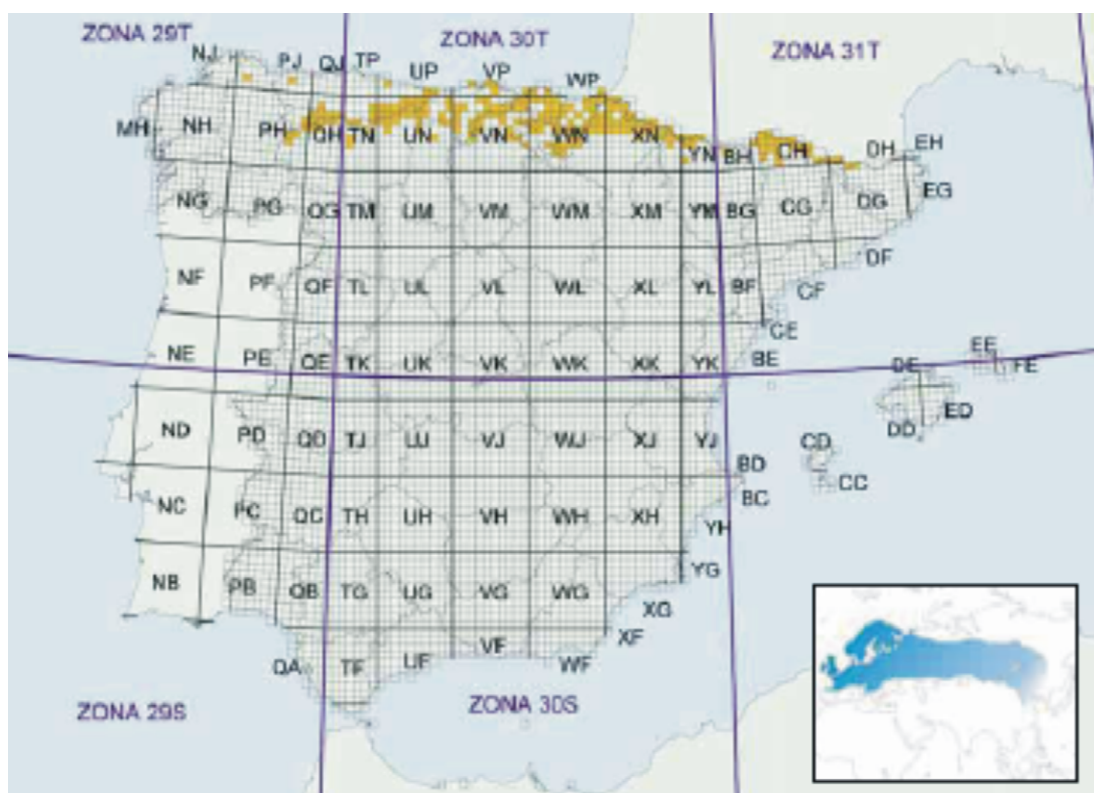 ZONA 29T
ZONA 30T
ZONA 31T
NJ PJ QJ TP UP VP WP
MH NH PH QH TN UN VN WN XN YN BH CH DH EH
NG PG QG TM UM VM WM XM YM BG CG DG EG
NF PF QF TL UL VL WL XL YL BF CF DF
NE PE QE TK UK VK WK XK YK BE CE DE EE FE
ND PD QD TJ UJ VJ WJ XJ YJ BD CD DD ED
NC PC QC TH UH VH WH XH YH BC CC
NB PB QB TG UG VG WG XG YG
QA TF UF VF WF XF
ZONA 29S
ZONA 30S